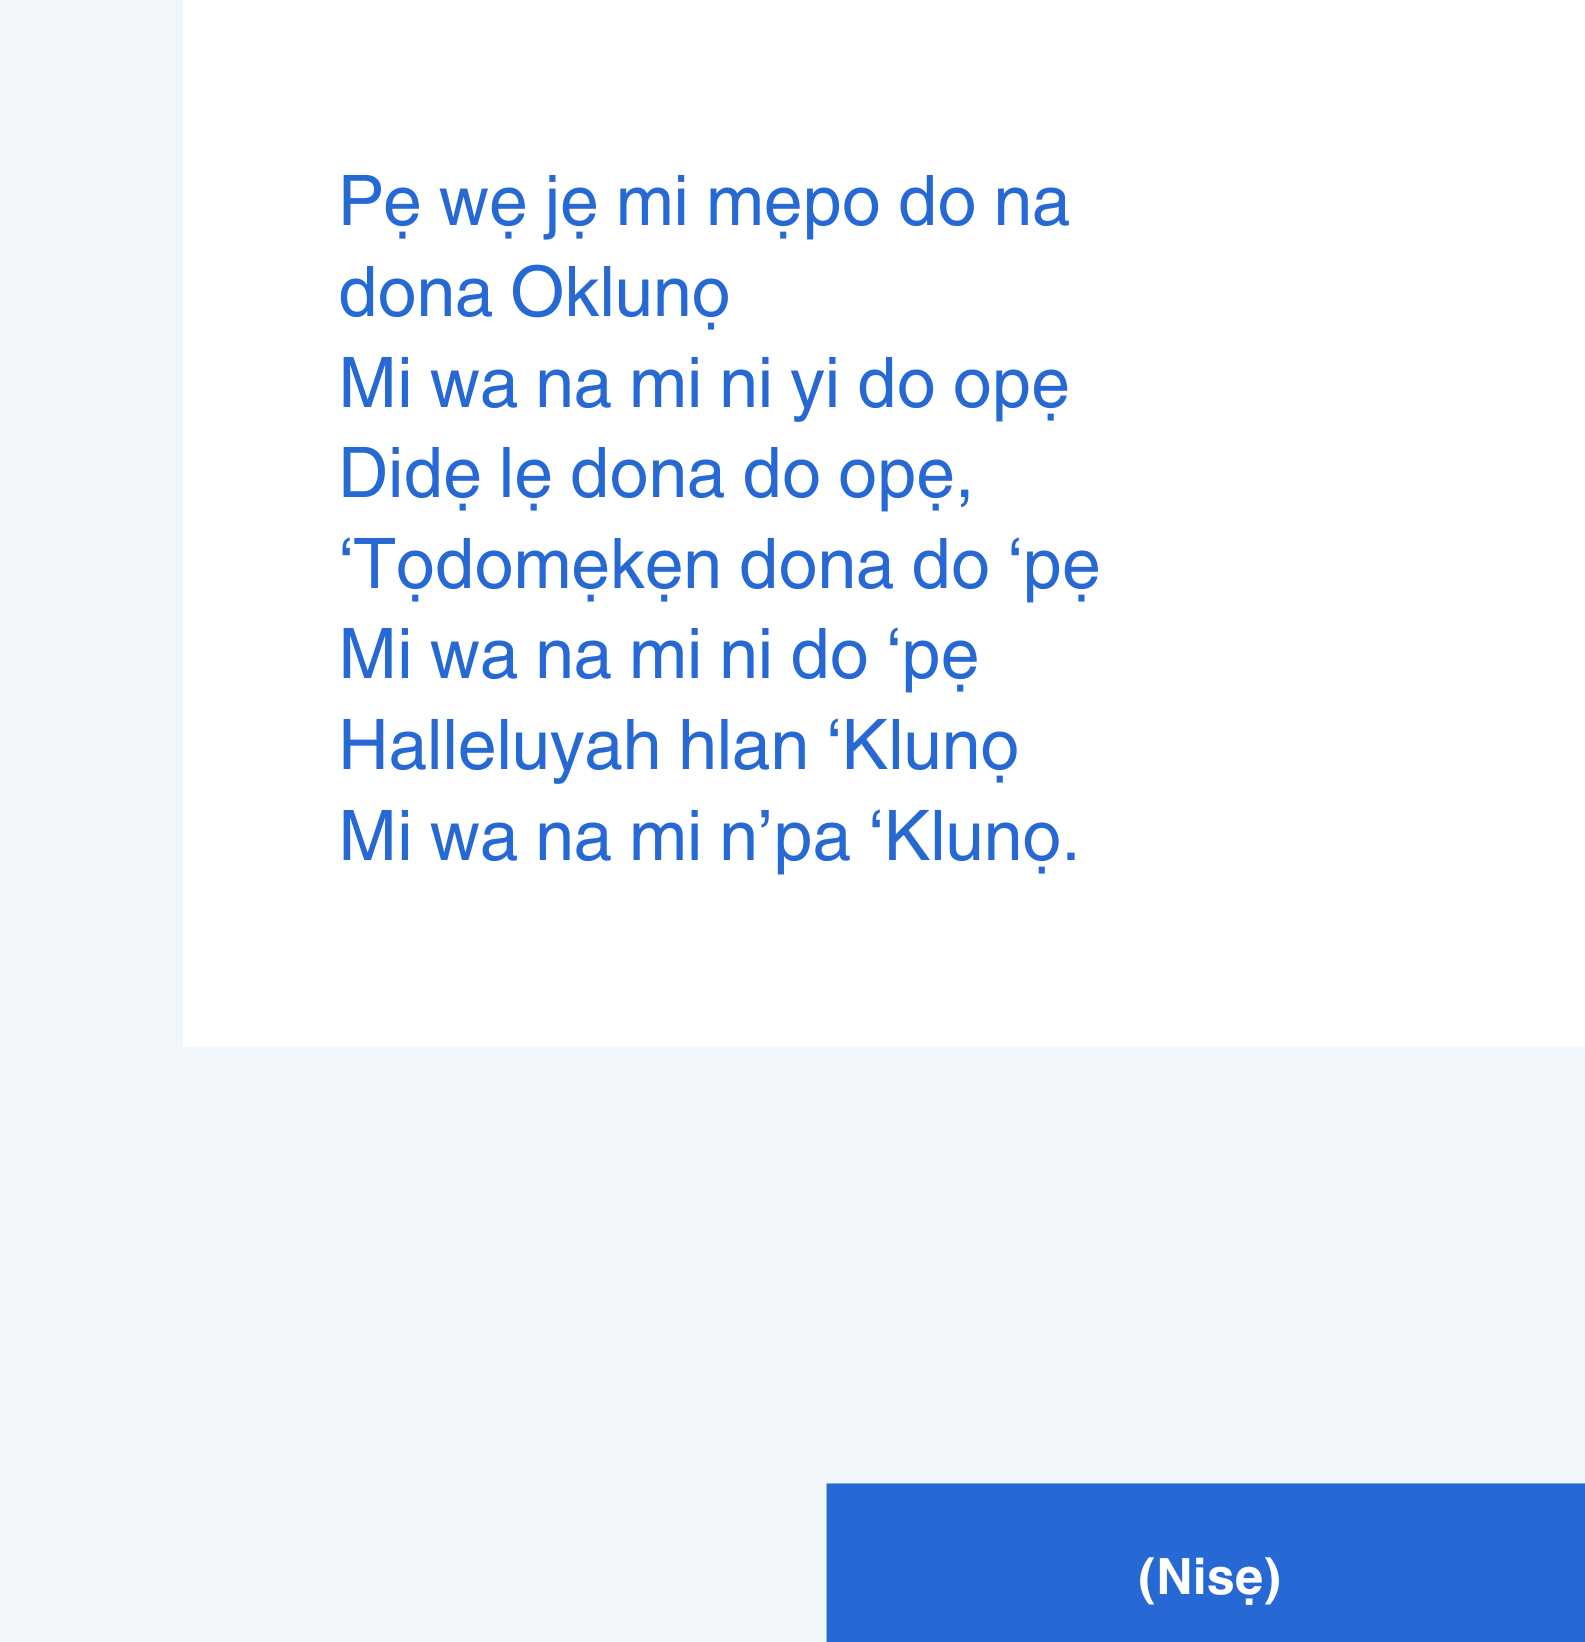 Pẹ wẹ jẹ mi mẹpo do na
dona Oklunọ
Mi wa na mi ni yi do opẹ
Didẹ lẹ dona do opẹ,
‘Tọdomẹkẹn dona do ‘pẹ
Mi wa na mi ni do ‘pẹ
Halleluyah hlan ‘Klunọ
Mi wa na mi n’pa ‘Klunọ.
(Nisẹ)